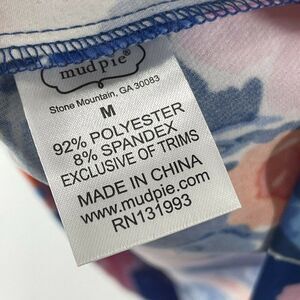 mud pie®
Stone Mountain, GA 30083
M
92% POLYESTER
8% SPANDEX
EXCLUSIVE OF TRIMS
MADE IN CHINA
www.mudpie.com
RN131993